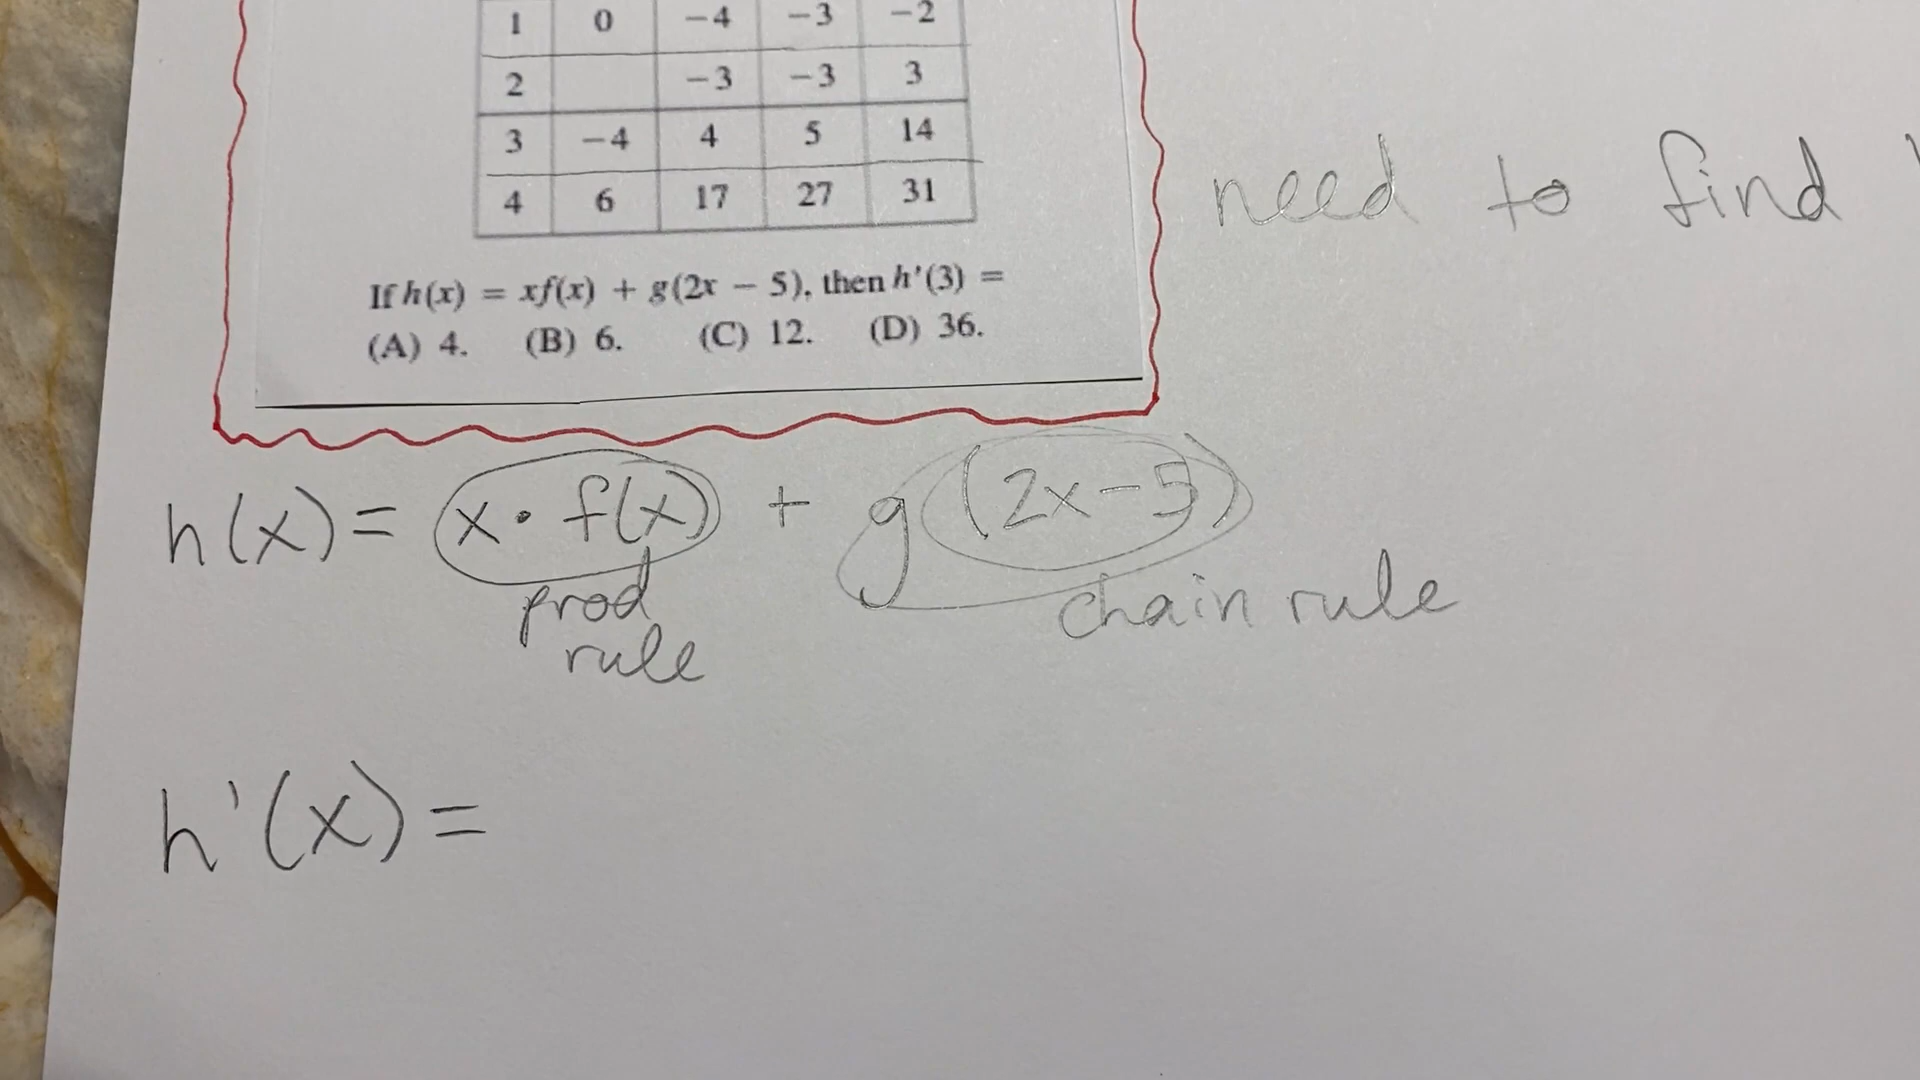 1 0 -4 -3 -2
2 -3 -3 3
3 -4 4 5 14
4 6 17 27 31
need to find
If h(x) = xf(x) + g(2x - 5), then h'(3) =
(A) 4. (B) 6. (C) 12. (D) 36.
h(x) = x • f(x) + g(2x-5)
prod
rule
chain rule
h'(x) =